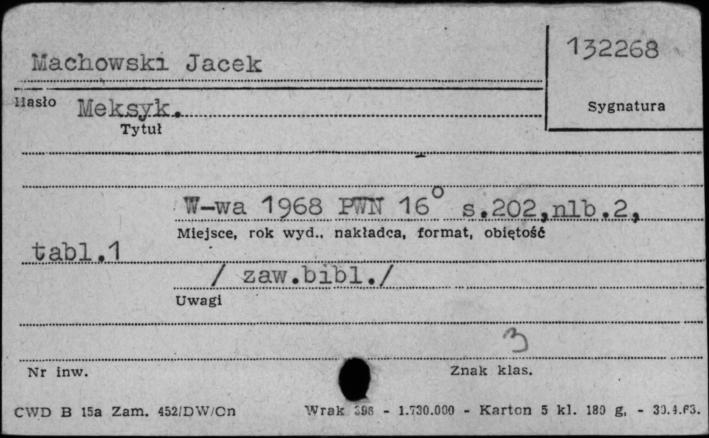 Machowski Jacek
132268
Hasło
Meksyk.
Sygnatura
Tytuł
W-wa 1968 PWN 16° s.202,nlb.2,
Miejsce, rok wyd., nakładca, format, objętość
tabl.1
/ zaw.bibl./
Uwagi
3
Nr inw.
Znak klas.
CWD B 15a Zam. 452/DW/Cn Wrak 398 - 1.730.000 - Karton 5 kl. 180 g, - 30.4.63.